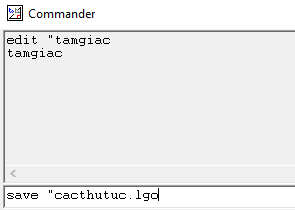 Commander
edit "tamgiac
tamgiac
save "cacthutuc.lgo